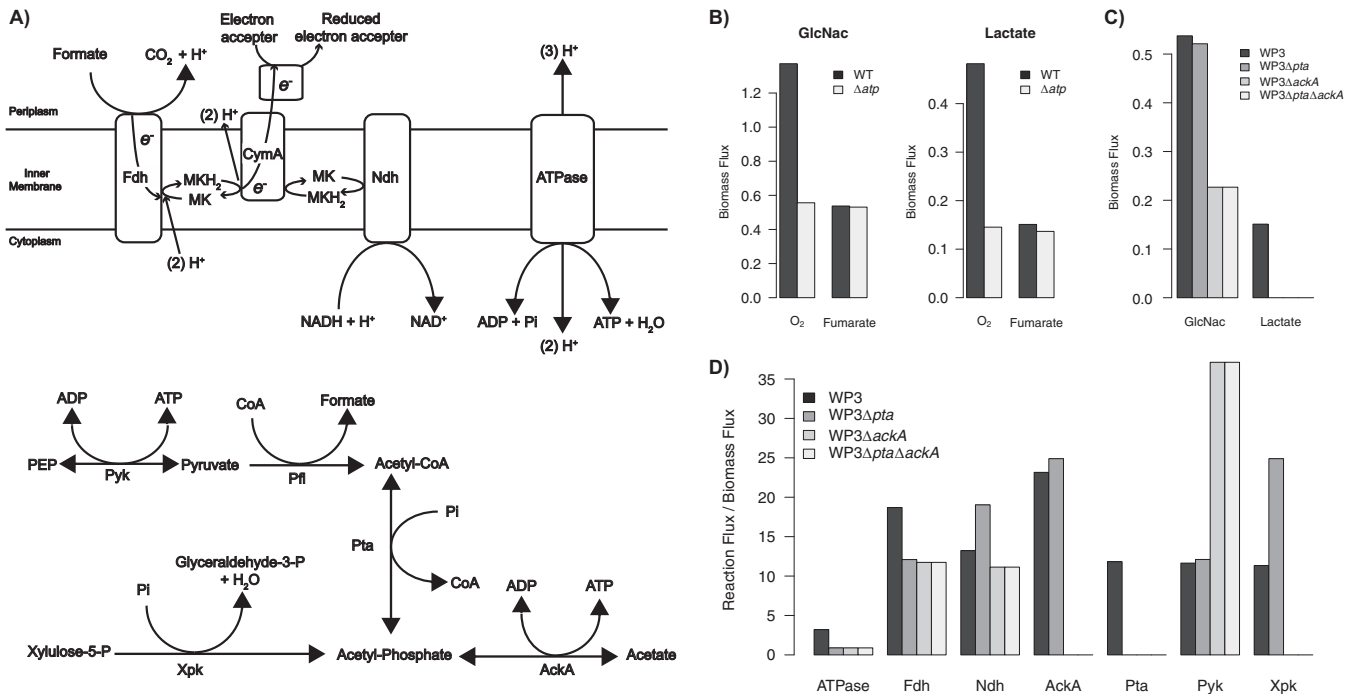 A)
Electron
accepter
Reduced
electron accepter
Formate
CO₂ + H⁺
(3) H⁺
e⁻
Periplasm
(2) H⁺
e⁻
CymA
Inner
Membrane
Fdh
MKH₂
MK
e⁻
MK
MKH₂
Ndh
ATPase
Cytoplasm
(2) H⁺
NADH + H⁺
NAD⁺
ADP + Pi
ATP + H₂O
(2) H⁺
ADP
ATP
CoA
Formate
PEP
Pyk
Pyruvate
Pfl
Acetyl-CoA
Pi
Pta
CoA
Glyceraldehyde-3-P
+ H₂O
Pi
ADP
ATP
Xylulose-5-P
Xpk
Acetyl-Phosphate
AckA
Acetate
B)
GlcNac
Biomass Flux
1.2
1.0
0.8
0.6
0.4
0.2
0.0
WT
Δatp
O₂
Fumarate
Lactate
Biomass Flux
0.4
0.3
0.2
0.1
0.0
WT
Δatp
O₂
Fumarate
C)
Biomass Flux
0.5
0.4
0.3
0.2
0.1
0.0
WP3
WP3Δpta
WP3ΔackA
WP3ΔptaΔackA
GlcNac
Lactate
D)
Reaction Flux / Biomass Flux
35
30
25
20
15
10
5
0
WP3
WP3Δpta
WP3ΔackA
WP3ΔptaΔackA
ATPase
Fdh
Ndh
AckA
Pta
Pyk
Xpk